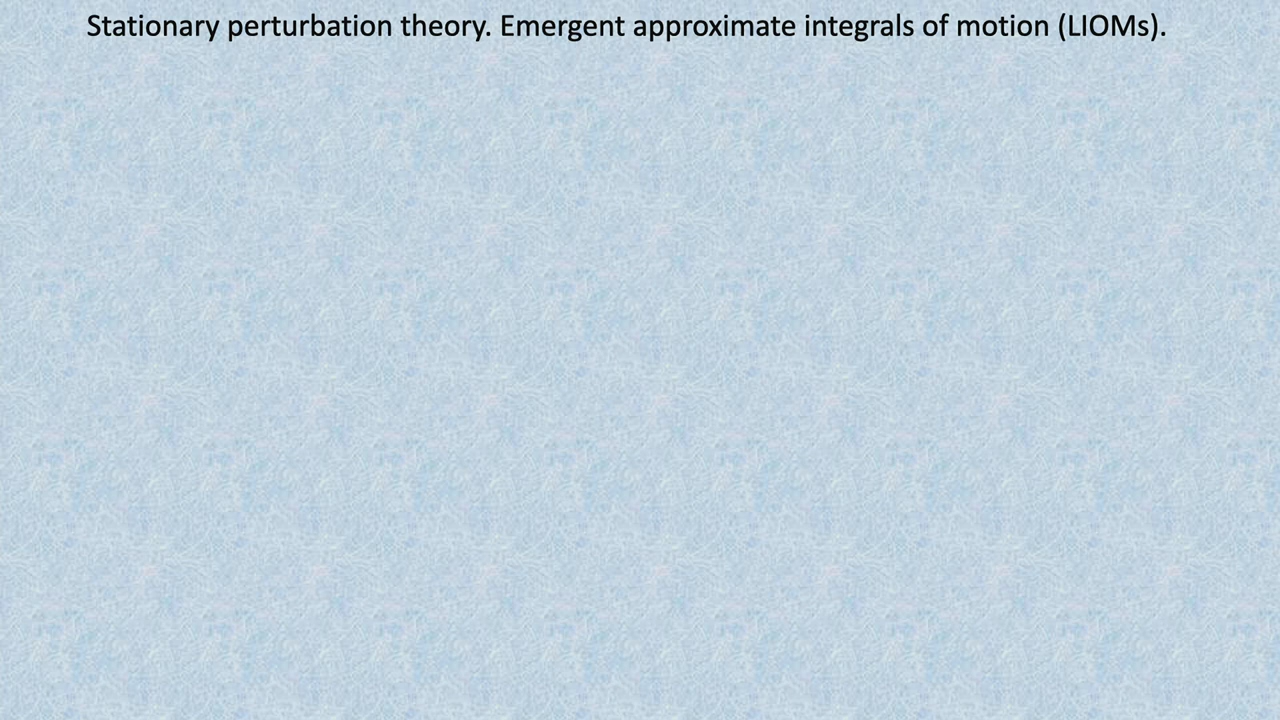 Stationary perturbation theory. Emergent approximate integrals of motion (LIOMs).